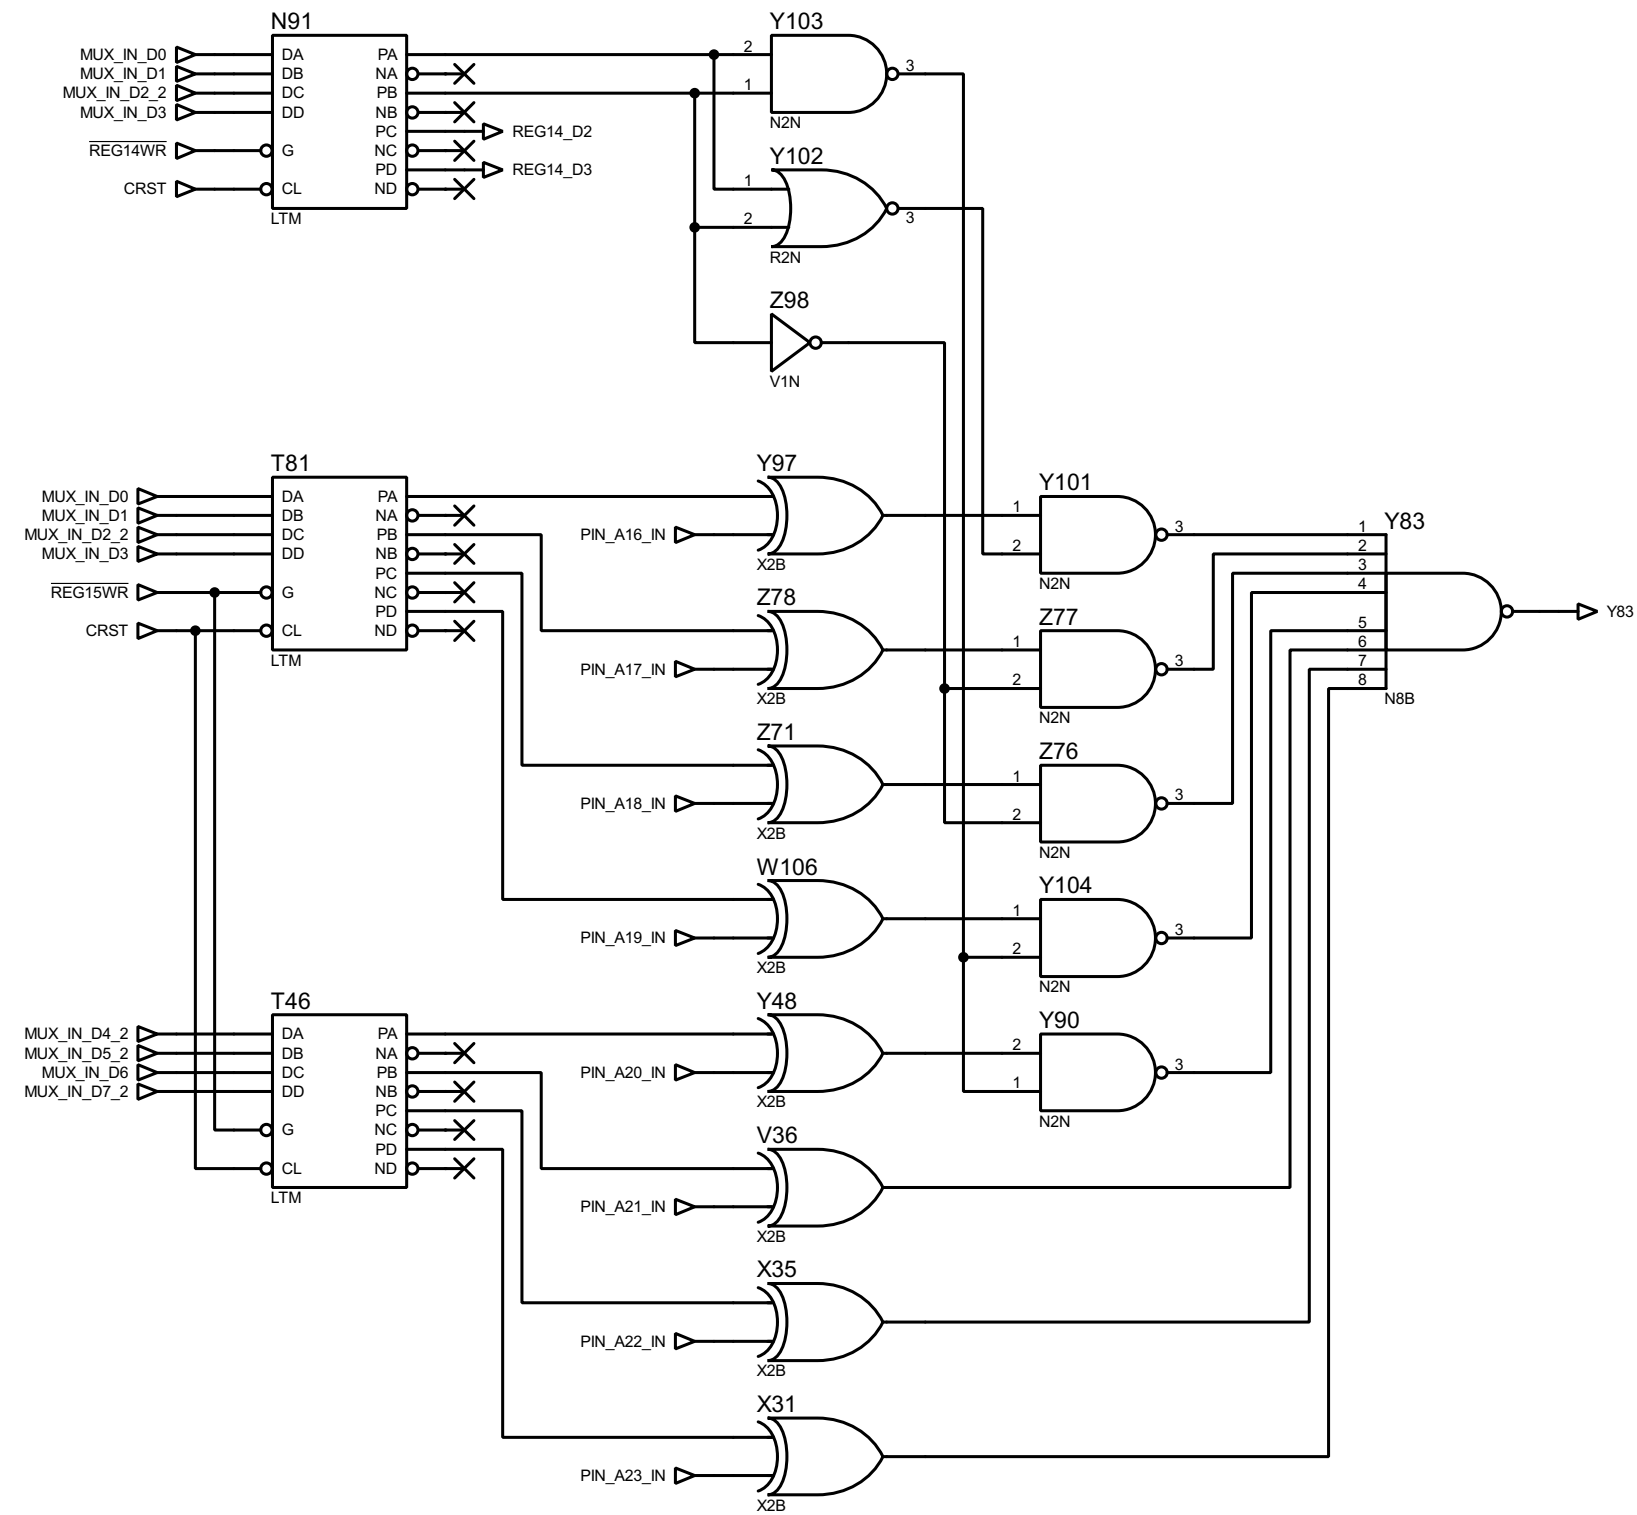 N91
MUX_IN_D0 DA PA
MUX_IN_D1 DB NA
MUX_IN_D2_2 DC PB
MUX_IN_D3 DD NB
PC REG14_D2
REG14WR G NC
PD REG14_D3
CRST CL ND
LTM
Y103
2
1
3
N2N
Y102
1
2
3
R2N
Z98
V1N
T81
MUX_IN_D0 DA PA
MUX_IN_D1 DB NA
MUX_IN_D2_2 DC PB
MUX_IN_D3 DD NB
PC
REG15WR G NC
PD
CRST CL ND
LTM
Y97
PIN_A16_IN
X2B
Y101
1
2
3
N2N
Z78
PIN_A17_IN
X2B
Z77
1
2
3
N2N
Z71
PIN_A18_IN
X2B
Z76
1
2
3
N2N
W106
PIN_A19_IN
X2B
Y104
1
2
3
N2N
T46
MUX_IN_D4_2 DA PA
MUX_IN_D5_2 DB NA
MUX_IN_D6 DC PB
MUX_IN_D7_2 DD NB
PC
G NC
PD
CL ND
LTM
Y48
PIN_A20_IN
X2B
Y90
2
1
3
N2N
V36
PIN_A21_IN
X2B
X35
PIN_A22_IN
X2B
X31
PIN_A23_IN
X2B
Y83
1
2
3
4
5
6
7
8
N8B
Y83